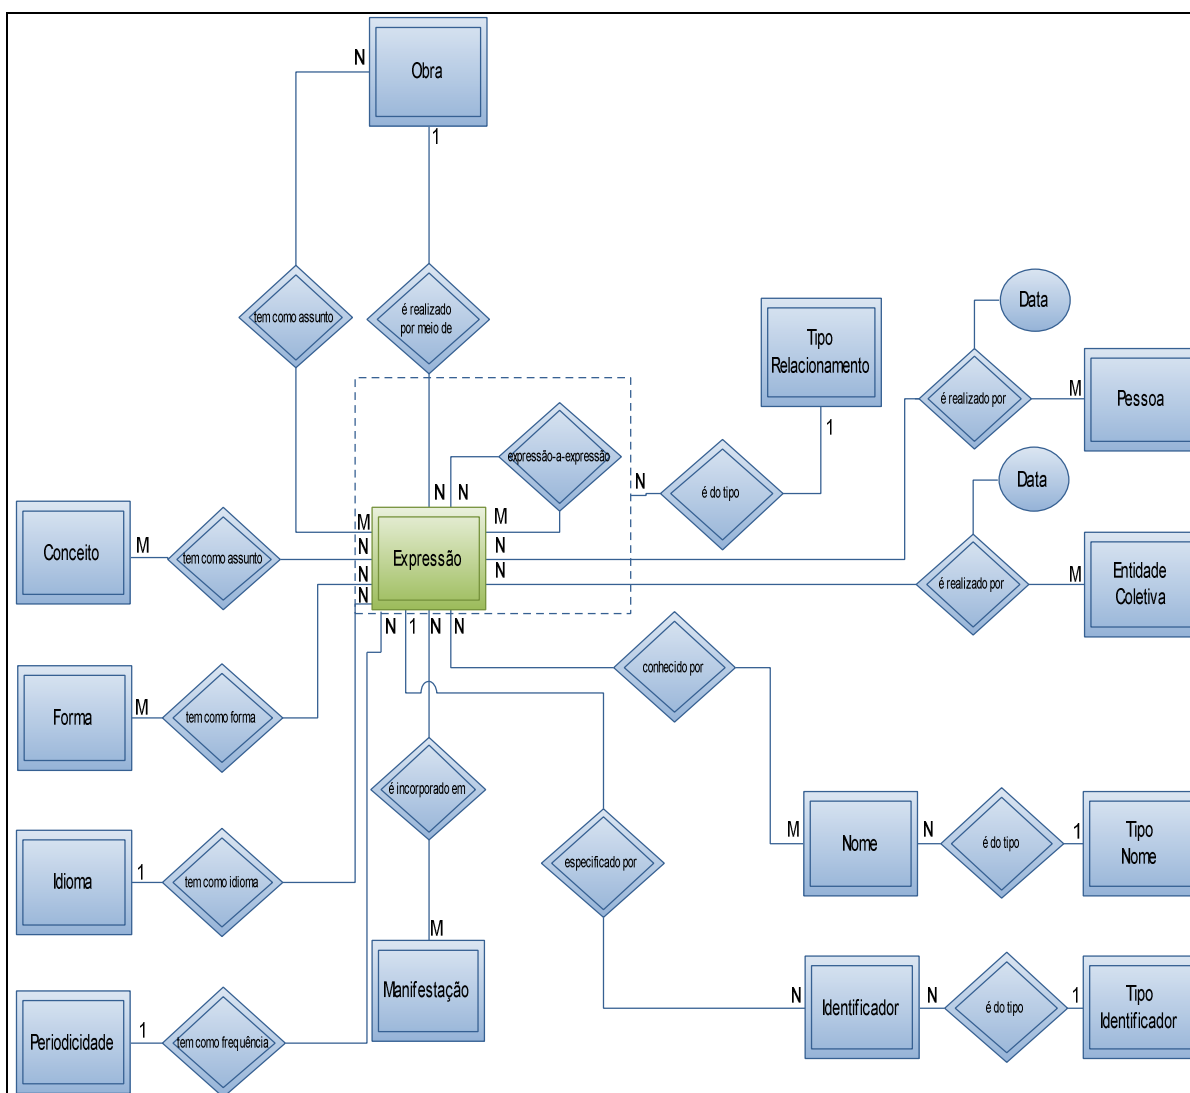 N
Obra
1
tem como assunto
é realizado
por meio de
Data
Tipo
Relacionamento
1
é realizado por
M
Pessoa
expressão-a-expressão
N
é do tipo
Data
N
N
M
M
Expressão
N
N
Conceito
M
tem como assunto
N
N
N
é realizado por
M
Entidade
Coletiva
N
1
N
N
conhecido por
Forma
M
tem como forma
é incorporado em
M
Nome
N
é do tipo
1
Tipo
Nome
especificado por
Idioma
1
tem como idioma
M
Manifestação
N
Identificador
N
é do tipo
1
Tipo
Identificador
Periodicidade
1
tem como frequência